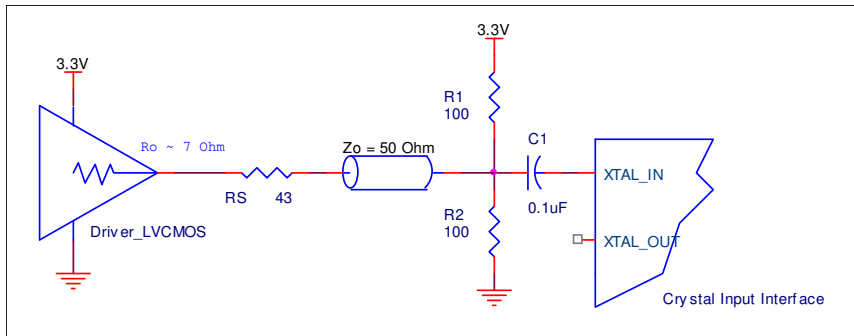 3.3V
3.3V
R1
100
C1
Ro ~ 7 Ohm
Zo = 50 Ohm
XTAL_IN
RS 43
0.1uF
R2
100
Driver_LVCMOS
XTAL_OUT
Crystal Input Interface